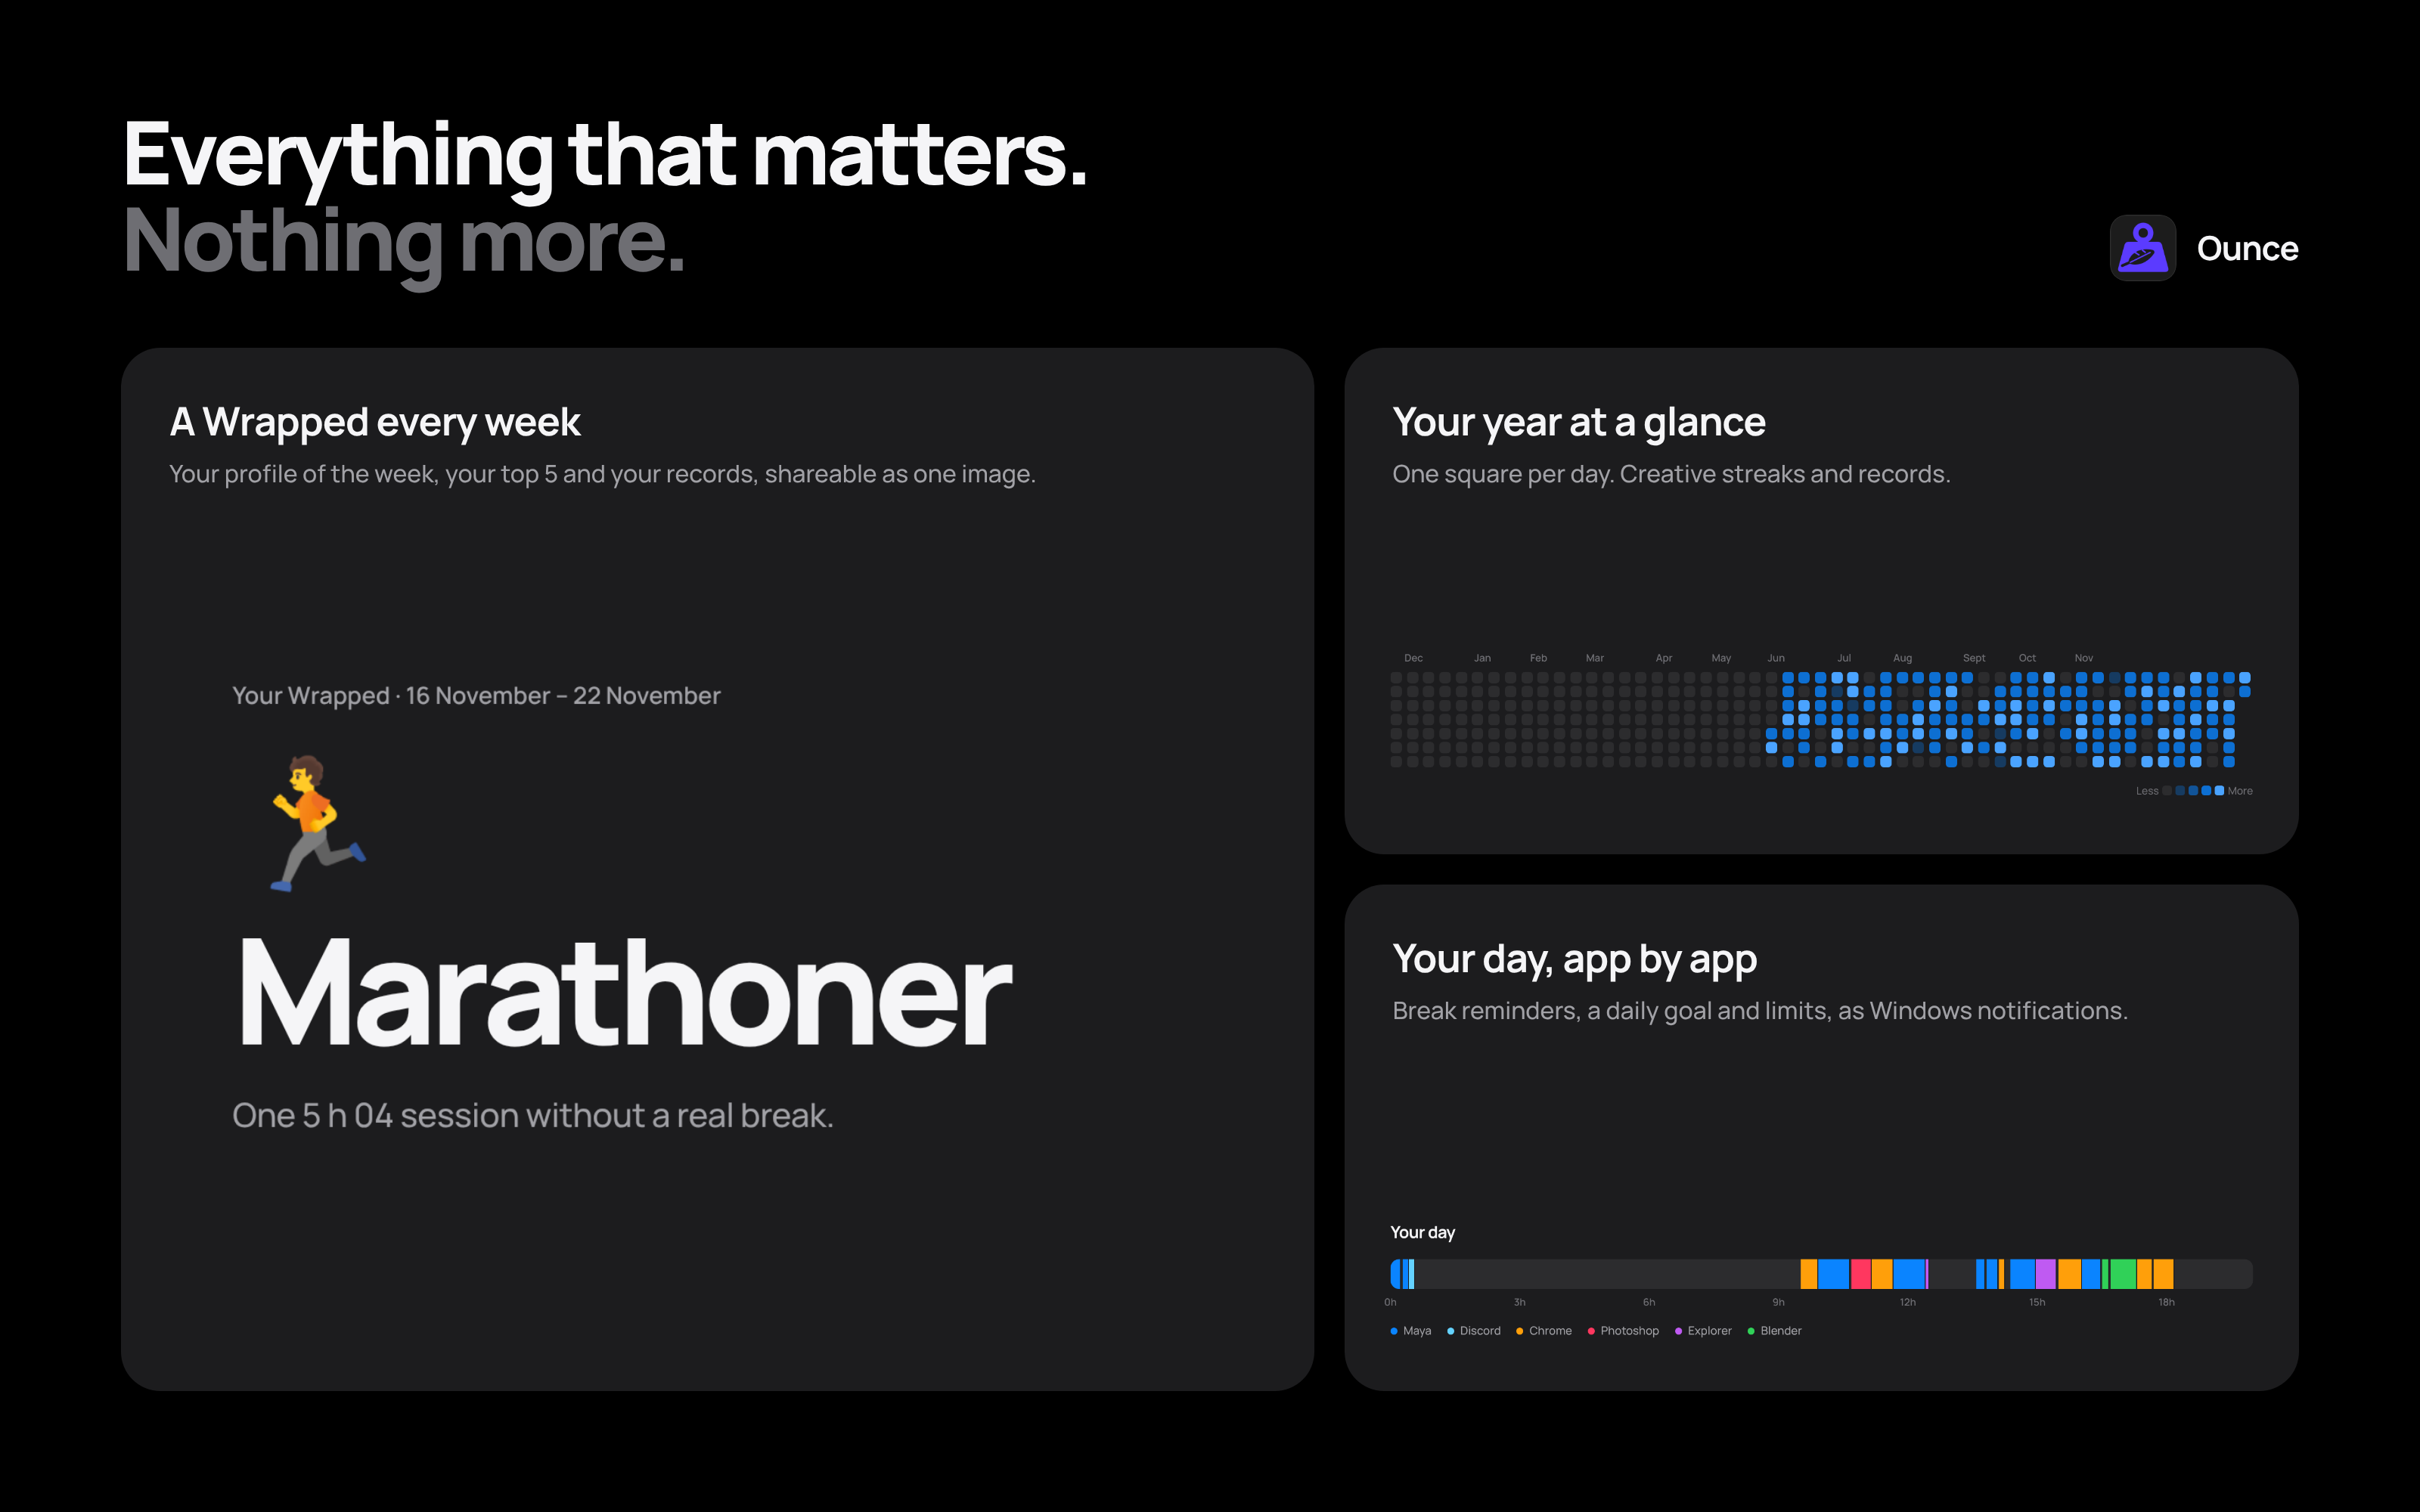 Everything that matters.
Nothing more.
Ounce
A Wrapped every week
Your profile of the week, your top 5 and your records, shareable as one image.
Your Wrapped · 16 November – 22 November
Marathoner
One 5 h 04 session without a real break.
Your year at a glance
One square per day. Creative streaks and records.
Dec Jan Feb Mar Apr May Jun Jul Aug Sept Oct Nov
Less More
Your day, app by app
Break reminders, a daily goal and limits, as Windows notifications.
Your day
0h 3h 6h 9h 12h 15h 18h
Maya Discord Chrome Photoshop Explorer Blender